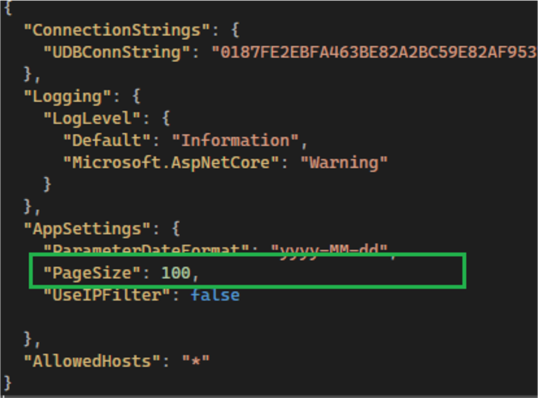 {
"ConnectionStrings": {
"UDBConnString": "0187FE2EBFA463BE82A2BC59E82AF953
},
"Logging": {
"LogLevel": {
"Default": "Information",
"Microsoft.AspNetCore": "Warning"
}
},
"AppSettings": {
"ParameterDateFormat": "yyyy-MM-dd",
"PageSize": 100,
"UseIPFilter": false
},
"AllowedHosts": "*"
}